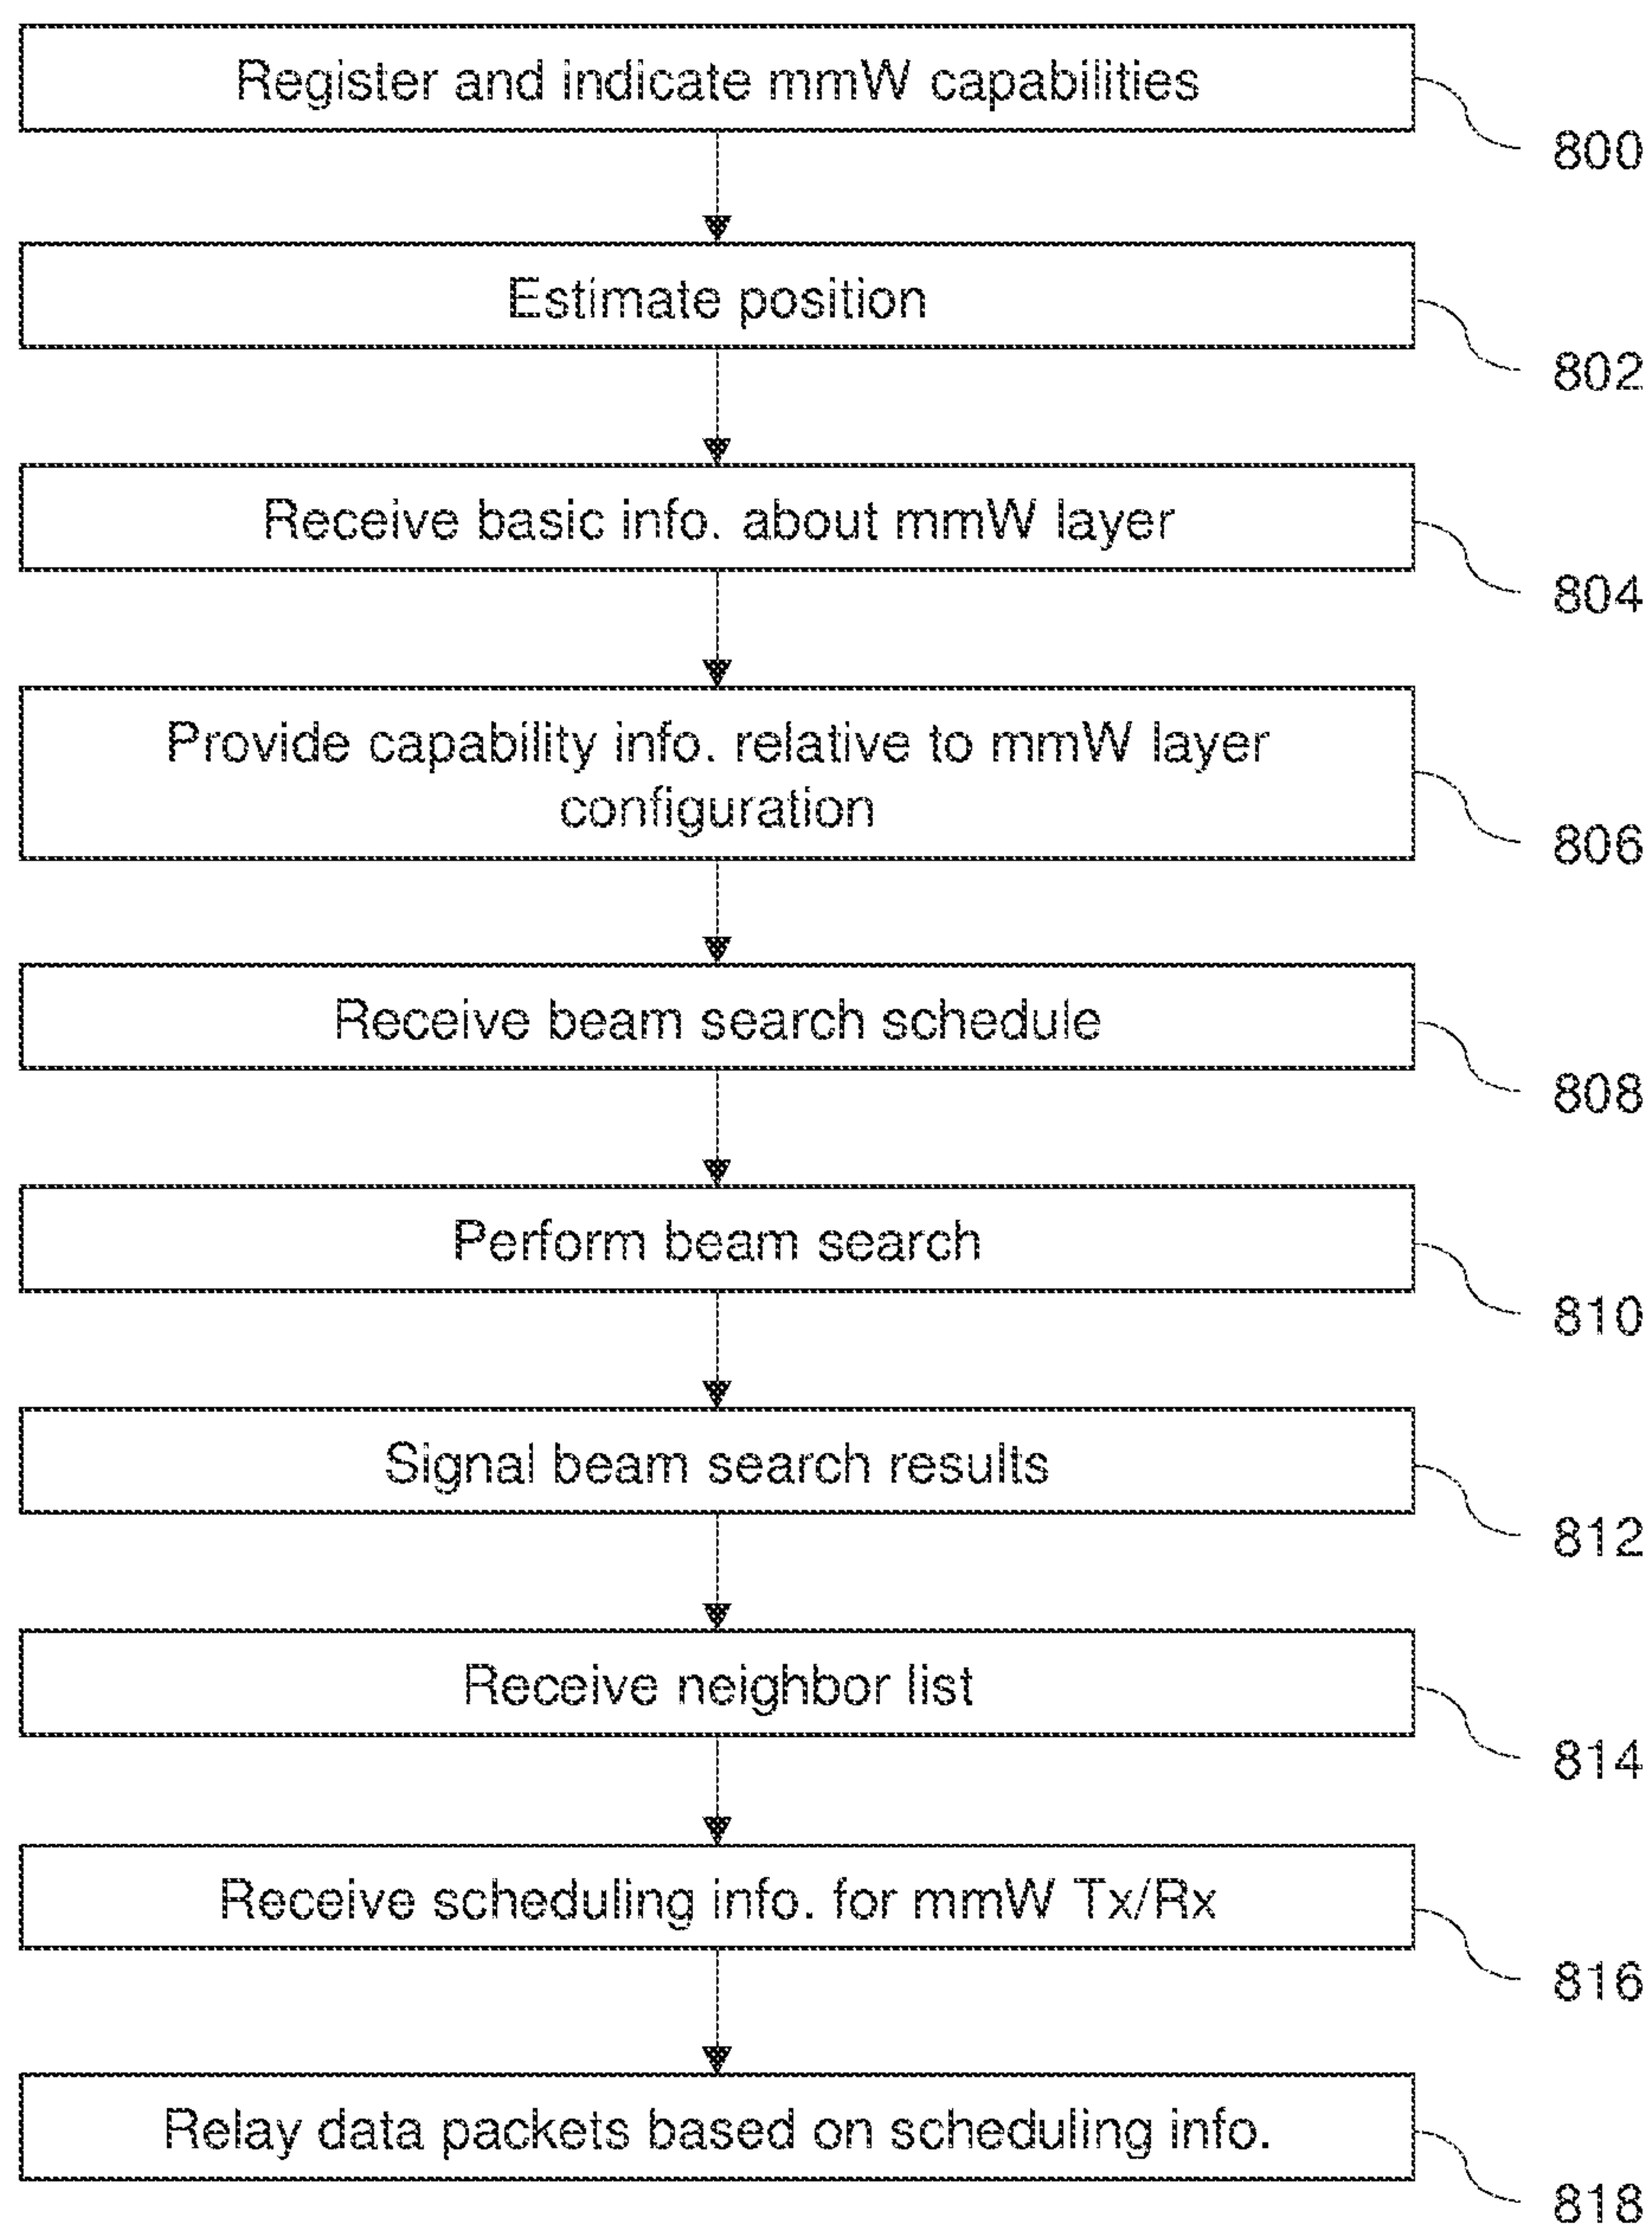 Register and indicate mmW capabilities
800
Estimate position
802
Receive basic info. about mmW layer
804
Provide capability info. relative to mmW layer
configuration
806
Receive beam search schedule
808
Perform beam search
810
Signal beam search results
812
Receive neighbor list
814
Receive scheduling info. for mmW Tx/Rx
816
Relay data packets based on scheduling info.
818